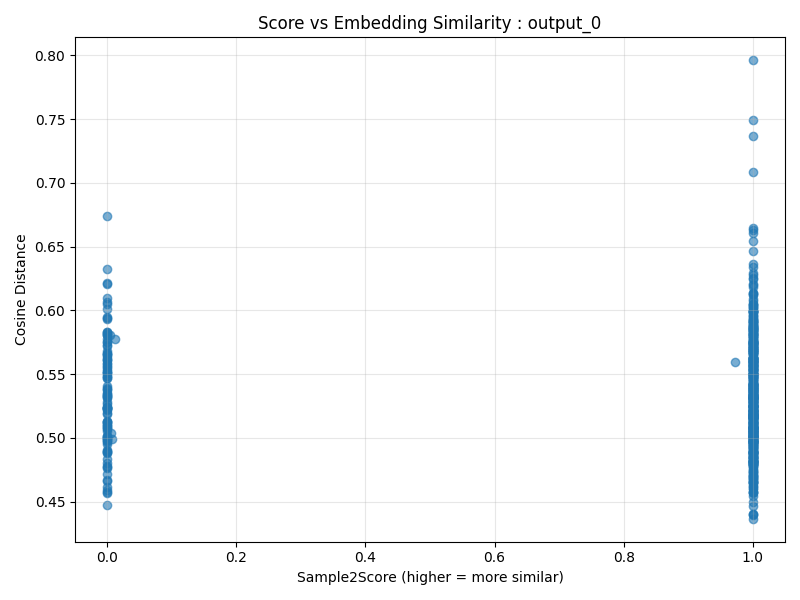 Score vs Embedding Similarity : output_0
0.80
0.75
0.70
0.65
0.60
0.55
0.50
0.45
Cosine Distance
0.0 0.2 0.4 0.6 0.8 1.0
Sample2Score (higher = more similar)